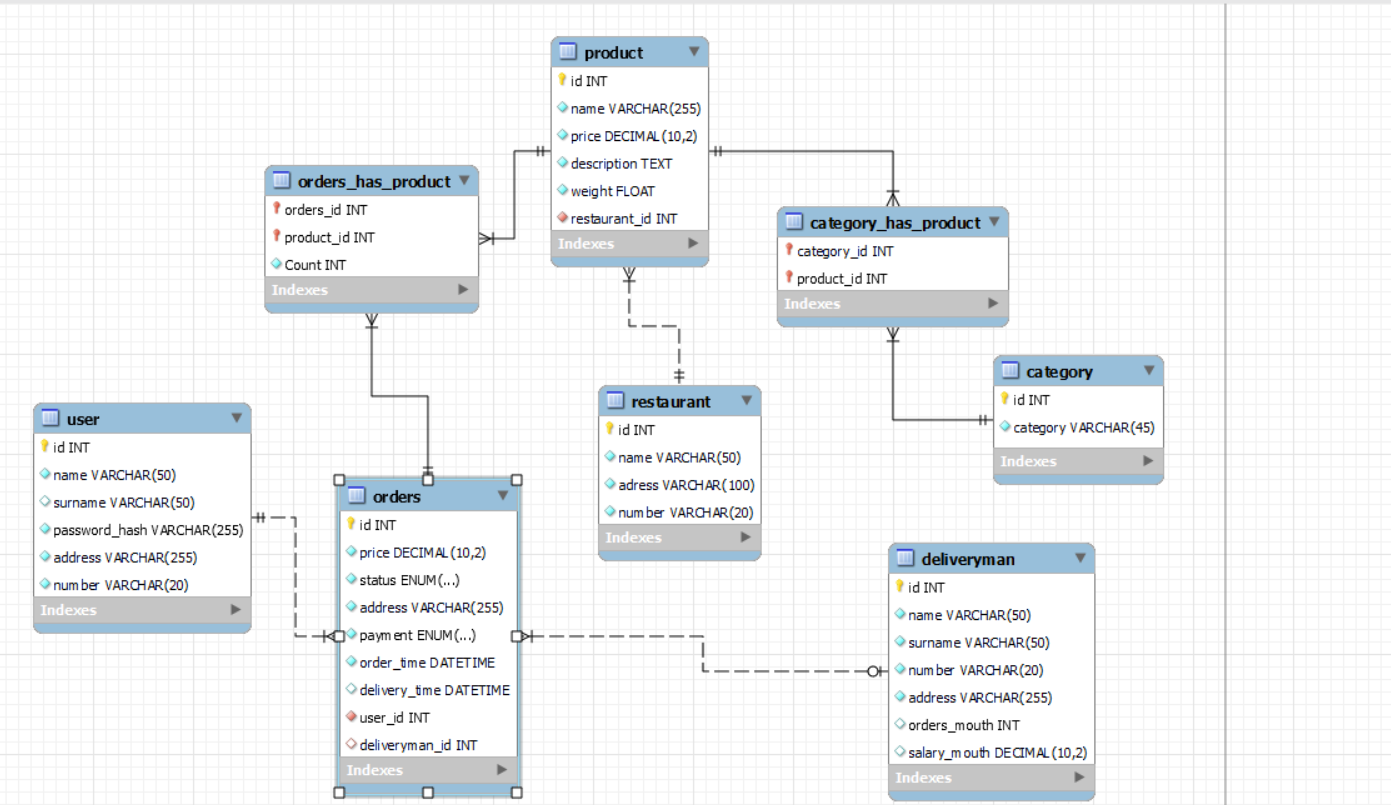 product
id INT
name VARCHAR(255)
price DECIMAL(10,2)
description TEXT
weight FLOAT
restaurant_id INT
Indexes
orders_has_product
orders_id INT
product_id INT
Count INT
Indexes
category_has_product
category_id INT
product_id INT
Indexes
category
id INT
category VARCHAR(45)
Indexes
user
id INT
name VARCHAR(50)
surname VARCHAR(50)
password_hash VARCHAR(255)
address VARCHAR(255)
number VARCHAR(20)
Indexes
restaurant
id INT
name VARCHAR(50)
adress VARCHAR(100)
number VARCHAR(20)
Indexes
orders
id INT
price DECIMAL(10,2)
status ENUM(...)
address VARCHAR(255)
payment ENUM(...)
order_time DATETIME
delivery_time DATETIME
user_id INT
deliveryman_id INT
Indexes
deliveryman
id INT
name VARCHAR(50)
surname VARCHAR(50)
number VARCHAR(20)
address VARCHAR(255)
orders_mouth INT
salary_mouth DECIMAL(10,2)
Indexes